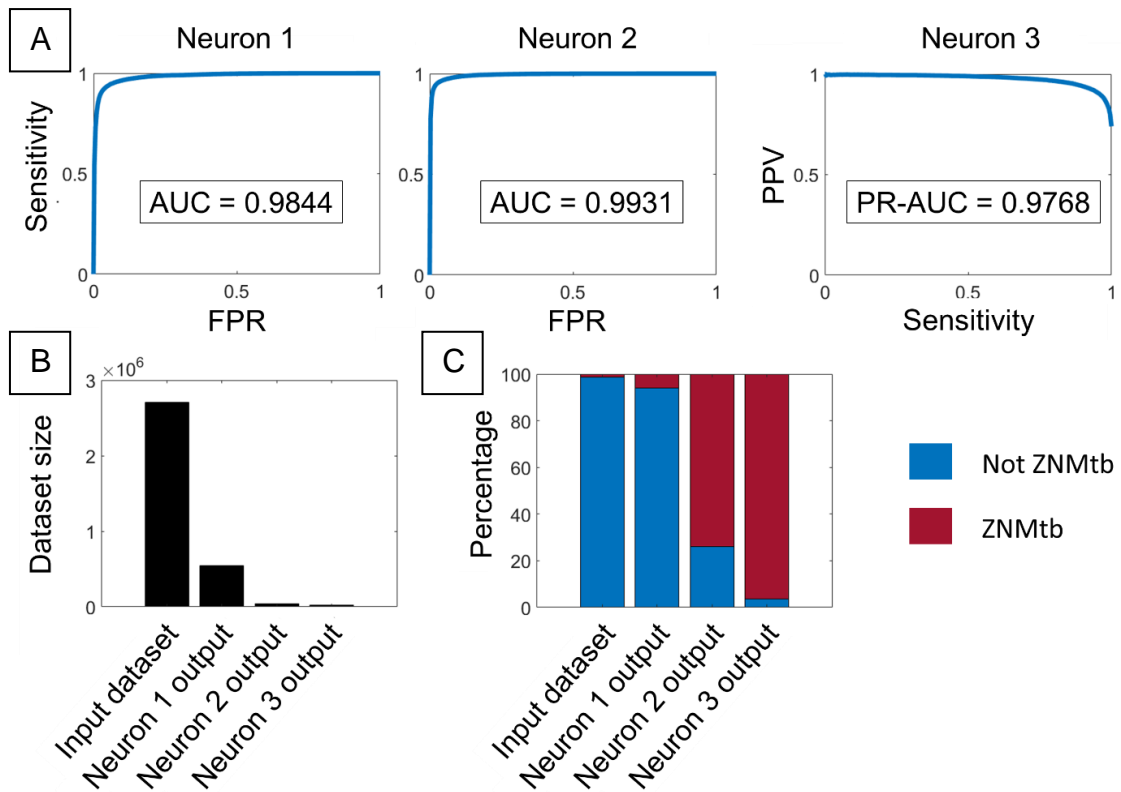 A
Neuron 1
Neuron 2
Neuron 3
Sensitivity
1
0.5
0
0
0.5
1
FPR
AUC = 0.9844
1
0.5
0
0
0.5
1
FPR
AUC = 0.9931
PPV
1
0.5
0
0
0.5
1
Sensitivity
PR-AUC = 0.9768
B
×10⁶
Dataset size
3
2
1
0
Input dataset
Neuron 1 output
Neuron 2 output
Neuron 3 output
C
Percentage
100
80
60
40
20
0
Input dataset
Neuron 1 output
Neuron 2 output
Neuron 3 output
Not ZNMtb
ZNMtb